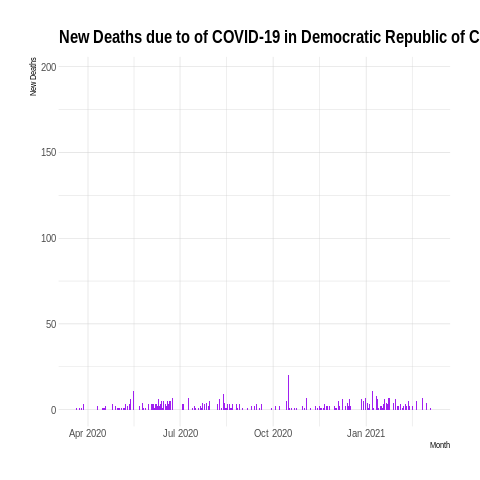 New Deaths due to of COVID-19 in Democratic Republic of C
New Deaths
200
150
100
50
0
Apr 2020 Jul 2020 Oct 2020 Jan 2021
Month